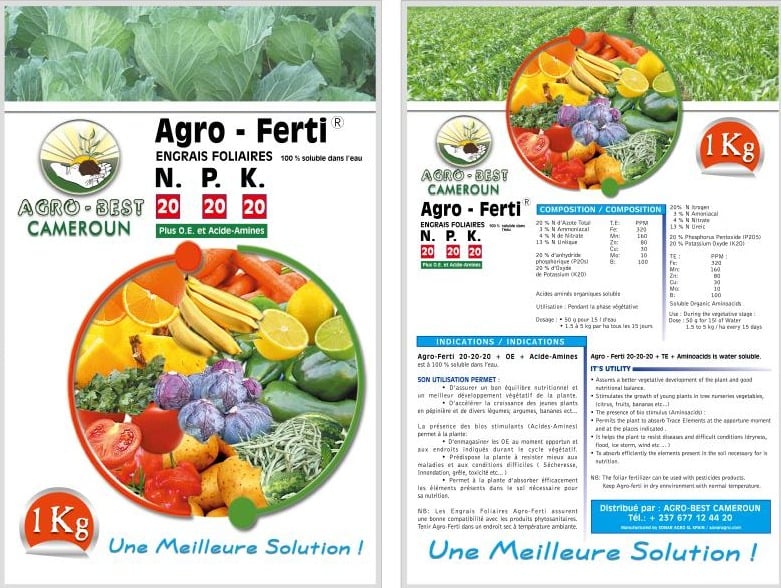 Agro - Ferti ®
ENGRAIS FOLIAIRES 100 % soluble dans l'eau
N. P. K.
20 20 20
Plus O.E. et Acide-Amines
AGRO - BEST
CAMEROUN
1 Kg
Une Meilleure Solution !
1 Kg
AGRO - BEST
CAMEROUN
Agro - Ferti ®
ENGRAIS FOLIAIRES 100 % soluble dans l'eau
N. P. K.
20 20 20
Plus O.E. et Acide-Amines
COMPOSITION / COMPOSITION
20 % N d'Azote Total
3 % N Ammoniacal
4 % N de Nitrate
13 % N Uréique
20 % d'anhydride
phosphorique (P2O5)
20 % d'Oxyde
de Potassium (K2O)
T.E: PPM
Fe: 320
Mn: 160
Zn: 80
Cu: 30
Mo: 10
B: 100
Acides aminés organiques soluble
Utilisation : Pendant la phase végétative
Dosage : • 50 g pour 15 l d'eau
• 1.5 à 5 kg par ha tous les 15 jours
20% N itrogen
3 % N Amoniacal
4 % N Nitrate
13 % N Ureic
20 % Phosphorus Pentoxide (P2O5)
20 % Potassium Oxyde (K2O)
TE : PPM :
Fe: 320
Mn: 160
Zn: 80
Cu: 30
Mo: 10
B: 100
Soluble Organic Aminoacids
Use : During the vegetative stage :
Dose : 50 g for 15l of Water
1.5 to 5 kg / ha every 15 days
INDICATIONS / INDICATIONS
Agro-Ferti 20-20-20 + OE + Acide-Amines
est à 100 % soluble dans l'eau.
SON UTILISATION PERMET :
• D'assurer un bon équilibre nutritionnel et
un meilleur développement végétatif de la plante.
• D'accélérer la croissance des jeunes plants
en pépinière et de divers légumes, agrumes, bananes ect...
La présence des bios stimulants (Acides-Amines)
permet à la plante:
• D'emmagasiner les OE au moment opportun et
aux endroits indiqués durant le cycle végétatif.
• Prédispose la plante à résister mieux aux
maladies et aux conditions difficiles ( Sécheresse,
Innondation, grêle, toxicité etc... )
• Permet à la plante d'absorber éfficacement
les éléments présents dans le sol nécessaire pour
sa nutrition.
NB: Les Engrais Foliaires Agro-Ferti assurent
une bonne compatibilité avec les produits phytosanitaires.
Tenir Agro-Ferti dans un endroit sec à température ambiante.
Agro - Ferti 20-20-20 + TE + Aminoacids is water soluble.
IT'S UTILITY
• Assures a better vegetative developement of the plant and good
nutritional balance.
• Stimulates the growth of young plants in tree nurseries vegetables,
(citrus, fruits, bananas etc...)
• The presence of bio stimulus (Aminoacids) :
• Permits the plant to absorb Trace Elements at the opportune moment
and at the places indicated .
• It helps the plant to resist diseases and difficult conditions (dryness,
flood, ice storm, wind etc ... )
• To absorb efficiently the elements present in the soil necessary for is
nutrition.
NB: The foliar fertilizer can be used with pesticides products.
Keep Agro-ferti in dry environment with normal temperature.
Distribué par : AGRO-BEST CAMEROUN
Tél.: + 237 677 12 44 20
Une Meilleure Solution !